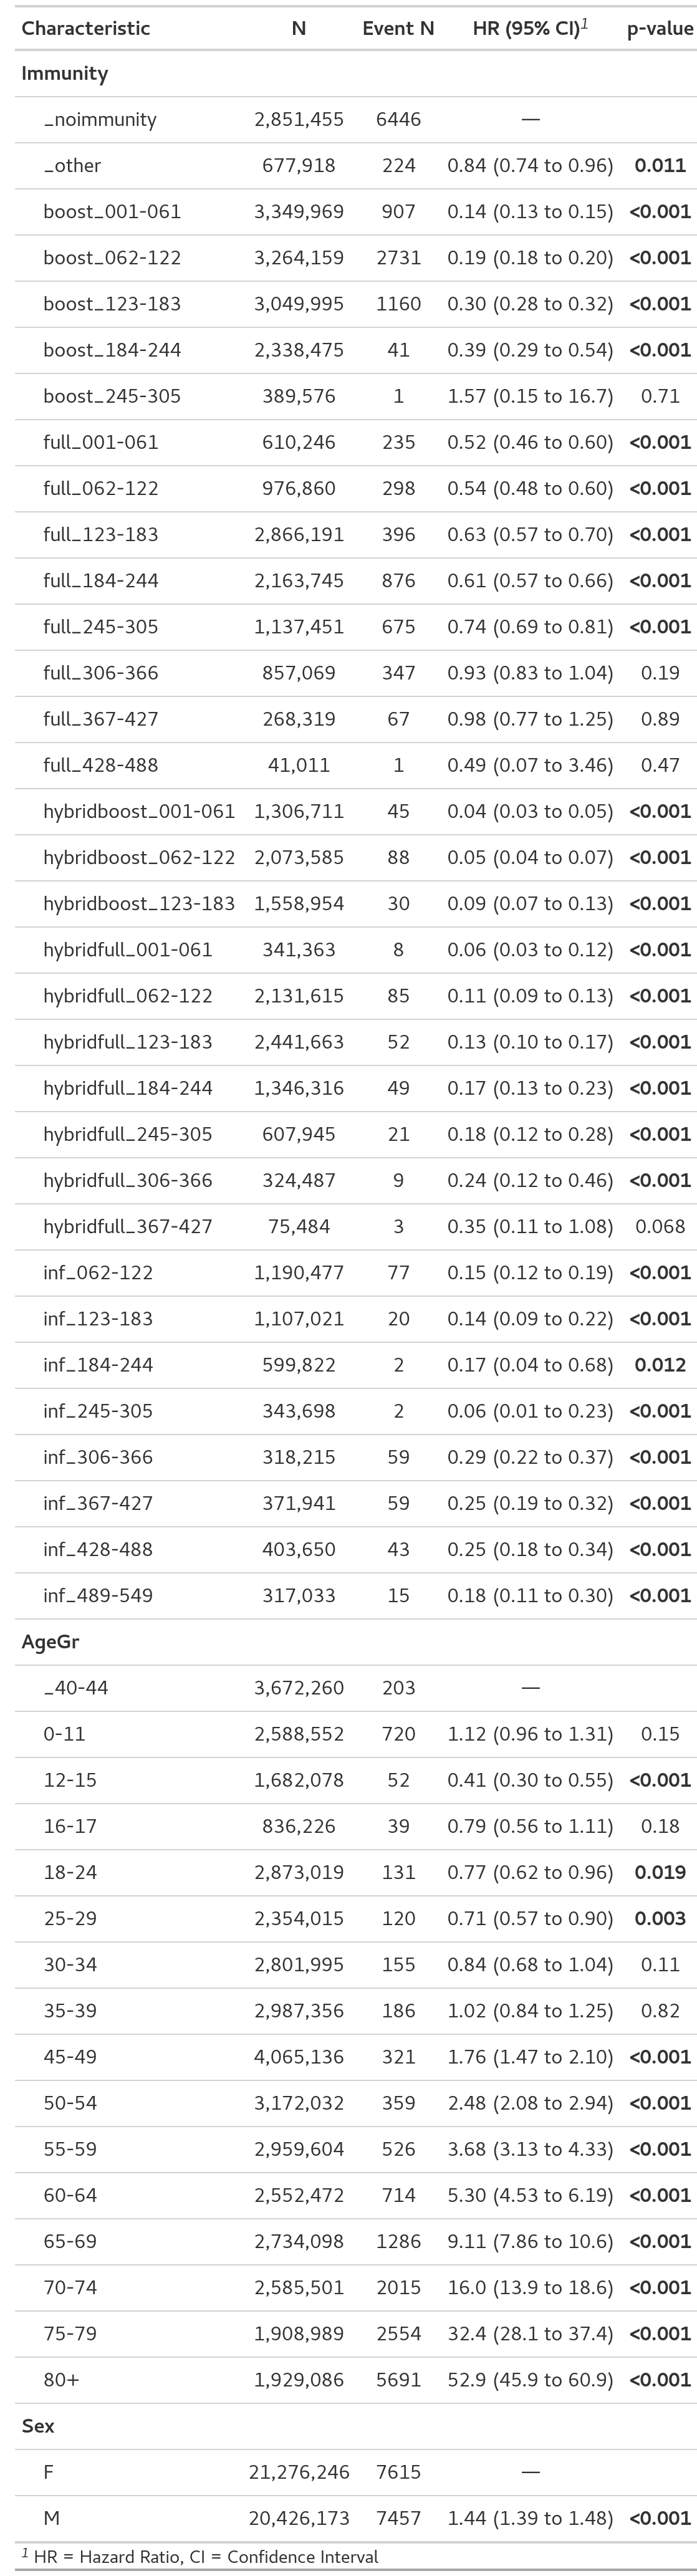 Characteristic N Event N HR (95% CI)1 p-value
Immunity
_noimmunity 2,851,455 6446 —
_other 677,918 224 0.84 (0.74 to 0.96) 0.011
boost_001-061 3,349,969 907 0.14 (0.13 to 0.15) <0.001
boost_062-122 3,264,159 2731 0.19 (0.18 to 0.20) <0.001
boost_123-183 3,049,995 1160 0.30 (0.28 to 0.32) <0.001
boost_184-244 2,338,475 41 0.39 (0.29 to 0.54) <0.001
boost_245-305 389,576 1 1.57 (0.15 to 16.7) 0.71
full_001-061 610,246 235 0.52 (0.46 to 0.60) <0.001
full_062-122 976,860 298 0.54 (0.48 to 0.60) <0.001
full_123-183 2,866,191 396 0.63 (0.57 to 0.70) <0.001
full_184-244 2,163,745 876 0.61 (0.57 to 0.66) <0.001
full_245-305 1,137,451 675 0.74 (0.69 to 0.81) <0.001
full_306-366 857,069 347 0.93 (0.83 to 1.04) 0.19
full_367-427 268,319 67 0.98 (0.77 to 1.25) 0.89
full_428-488 41,011 1 0.49 (0.07 to 3.46) 0.47
hybridboost_001-061 1,306,711 45 0.04 (0.03 to 0.05) <0.001
hybridboost_062-122 2,073,585 88 0.05 (0.04 to 0.07) <0.001
hybridboost_123-183 1,558,954 30 0.09 (0.07 to 0.13) <0.001
hybridfull_001-061 341,363 8 0.06 (0.03 to 0.12) <0.001
hybridfull_062-122 2,131,615 85 0.11 (0.09 to 0.13) <0.001
hybridfull_123-183 2,441,663 52 0.13 (0.10 to 0.17) <0.001
hybridfull_184-244 1,346,316 49 0.17 (0.13 to 0.23) <0.001
hybridfull_245-305 607,945 21 0.18 (0.12 to 0.28) <0.001
hybridfull_306-366 324,487 9 0.24 (0.12 to 0.46) <0.001
hybridfull_367-427 75,484 3 0.35 (0.11 to 1.08) 0.068
inf_062-122 1,190,477 77 0.15 (0.12 to 0.19) <0.001
inf_123-183 1,107,021 20 0.14 (0.09 to 0.22) <0.001
inf_184-244 599,822 2 0.17 (0.04 to 0.68) 0.012
inf_245-305 343,698 2 0.06 (0.01 to 0.23) <0.001
inf_306-366 318,215 59 0.29 (0.22 to 0.37) <0.001
inf_367-427 371,941 59 0.25 (0.19 to 0.32) <0.001
inf_428-488 403,650 43 0.25 (0.18 to 0.34) <0.001
inf_489-549 317,033 15 0.18 (0.11 to 0.30) <0.001
AgeGr
_40-44 3,672,260 203 —
0-11 2,588,552 720 1.12 (0.96 to 1.31) 0.15
12-15 1,682,078 52 0.41 (0.30 to 0.55) <0.001
16-17 836,226 39 0.79 (0.56 to 1.11) 0.18
18-24 2,873,019 131 0.77 (0.62 to 0.96) 0.019
25-29 2,354,015 120 0.71 (0.57 to 0.90) 0.003
30-34 2,801,995 155 0.84 (0.68 to 1.04) 0.11
35-39 2,987,356 186 1.02 (0.84 to 1.25) 0.82
45-49 4,065,136 321 1.76 (1.47 to 2.10) <0.001
50-54 3,172,032 359 2.48 (2.08 to 2.94) <0.001
55-59 2,959,604 526 3.68 (3.13 to 4.33) <0.001
60-64 2,552,472 714 5.30 (4.53 to 6.19) <0.001
65-69 2,734,098 1286 9.11 (7.86 to 10.6) <0.001
70-74 2,585,501 2015 16.0 (13.9 to 18.6) <0.001
75-79 1,908,989 2554 32.4 (28.1 to 37.4) <0.001
80+ 1,929,086 5691 52.9 (45.9 to 60.9) <0.001
Sex
F 21,276,246 7615 —
M 20,426,173 7457 1.44 (1.39 to 1.48) <0.001
1 HR = Hazard Ratio, CI = Confidence Interval